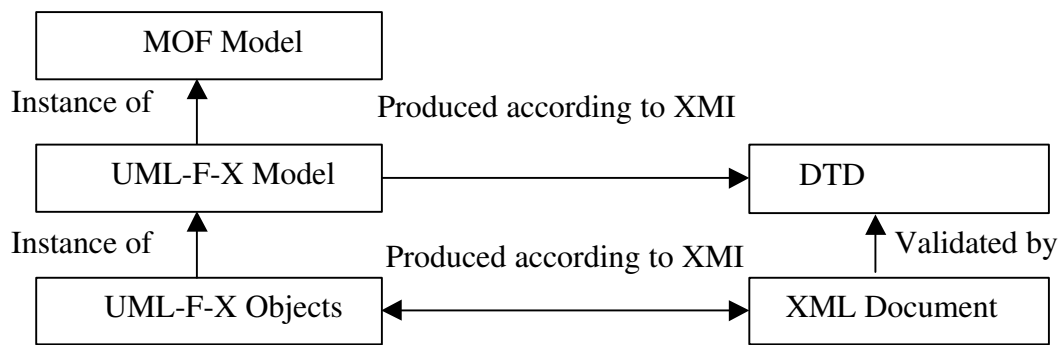 MOF Model
Instance of
Produced according to XMI
UML-F-X Model
DTD
Instance of
Produced according to XMI
Validated by
UML-F-X Objects
XML Document